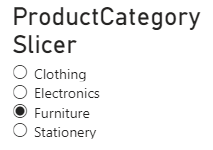 ProductCategory
Slicer
Clothing
Electronics
Furniture
Stationery